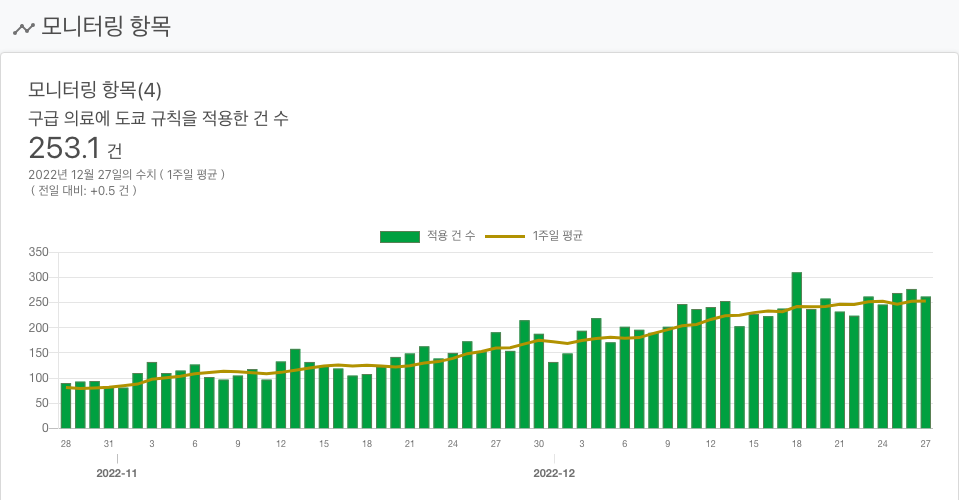 모니터링 항목
모니터링 항목(4)
구급 의료에 도쿄 규칙을 적용한 건 수
253.1 건
2022년 12월 27일의 수치 ( 1주일 평균 )
( 전일 대비: +0.5 건 )
적용 건 수 1주일 평균
350
300
250
200
150
100
50
0
28 31 3 6 9 12 15 18 21 24 27 30 3 6 9 12 15 18 21 24 27
2022-11 2022-12